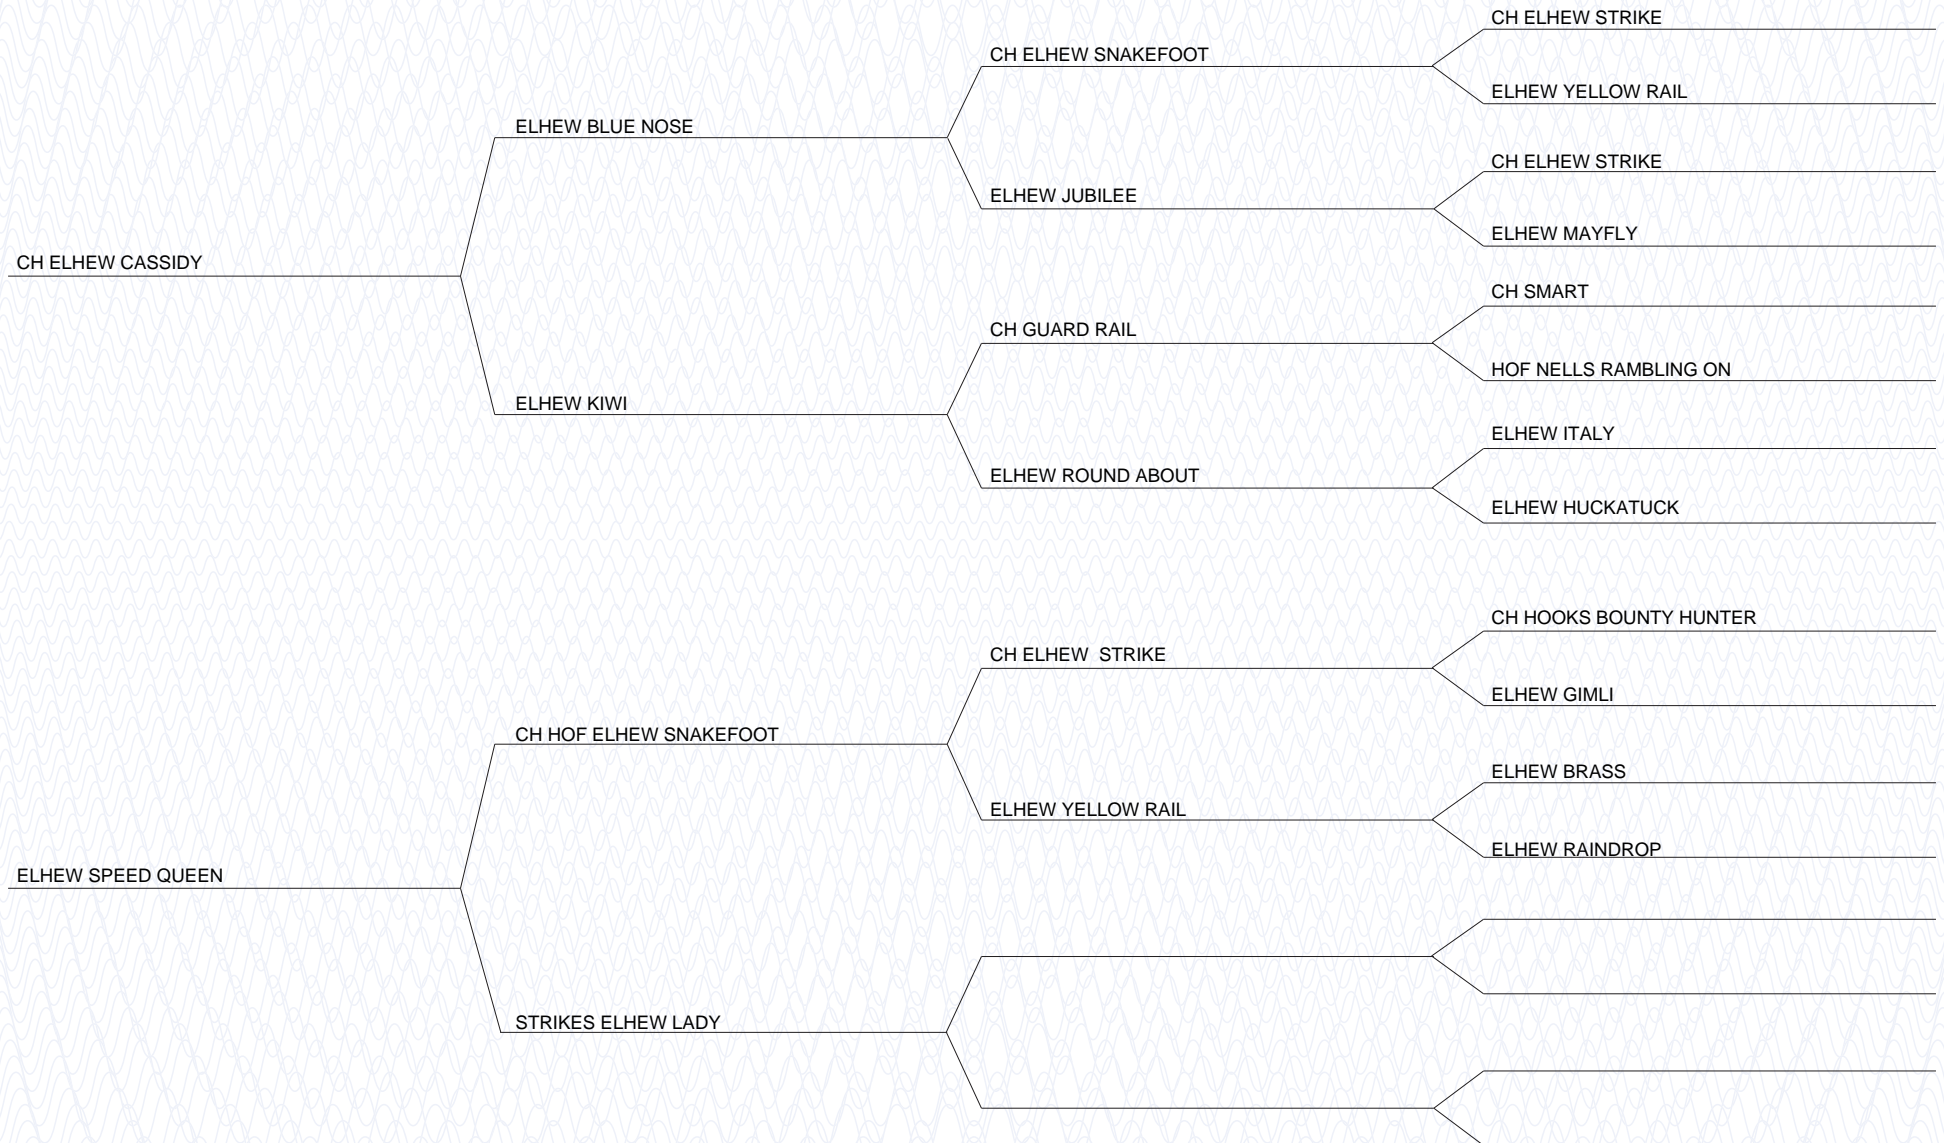 CH ELHEW STRIKE
CH ELHEW SNAKEFOOT
ELHEW YELLOW RAIL
ELHEW BLUE NOSE
CH ELHEW STRIKE
ELHEW JUBILEE
ELHEW MAYFLY
CH ELHEW CASSIDY
CH SMART
CH GUARD RAIL
HOF NELLS RAMBLING ON
ELHEW KIWI
ELHEW ITALY
ELHEW ROUND ABOUT
ELHEW HUCKATUCK
CH HOOKS BOUNTY HUNTER
CH ELHEW  STRIKE
ELHEW GIMLI
CH HOF ELHEW SNAKEFOOT
ELHEW BRASS
ELHEW YELLOW RAIL
ELHEW RAINDROP
ELHEW SPEED QUEEN
STRIKES ELHEW LADY